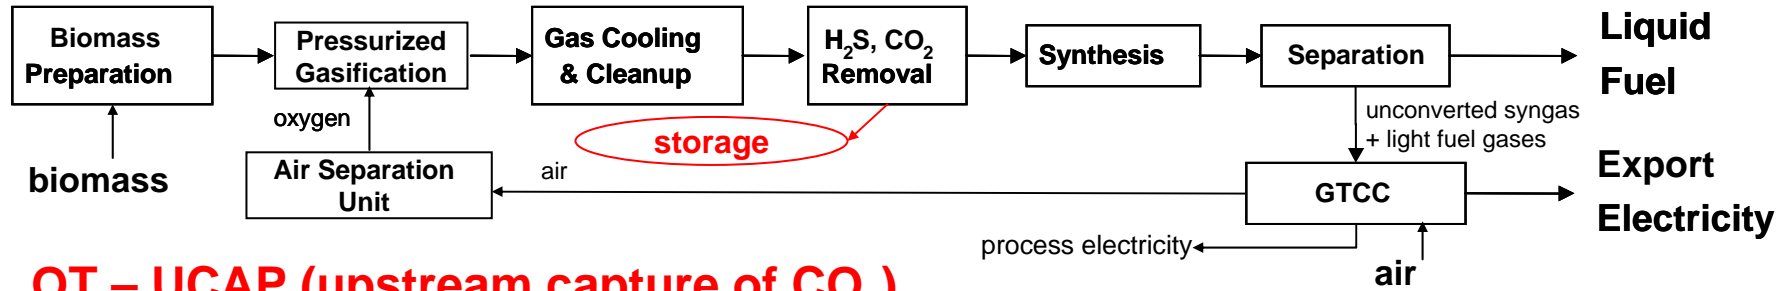 Biomass
Preparation
Pressurized
Gasification
Gas Cooling
& Cleanup
H2S, CO2
Removal
Synthesis
Separation
Liquid
Fuel
oxygen
storage
unconverted syngas
+ light fuel gases
biomass
Air Separation
Unit
air
GTCC
Export
Electricity
process electricity
air
OT – UCAP (upstream capture of CO2)